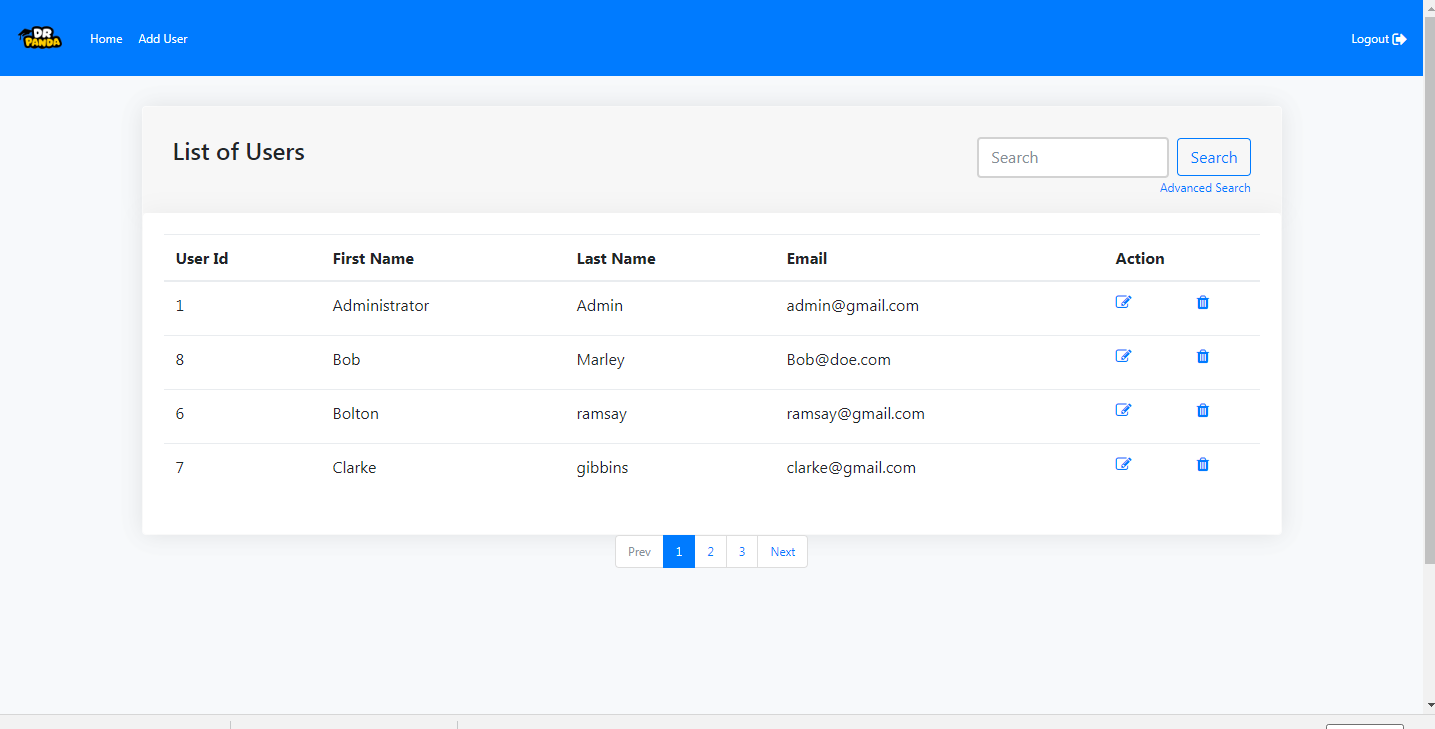 DR
PANDA
Home Add User Logout
List of Users
Search Search
Advanced Search
User Id First Name Last Name Email Action
1 Administrator Admin admin@gmail.com
8 Bob Marley Bob@doe.com
6 Bolton ramsay ramsay@gmail.com
7 Clarke gibbins clarke@gmail.com
Prev 1 2 3 Next